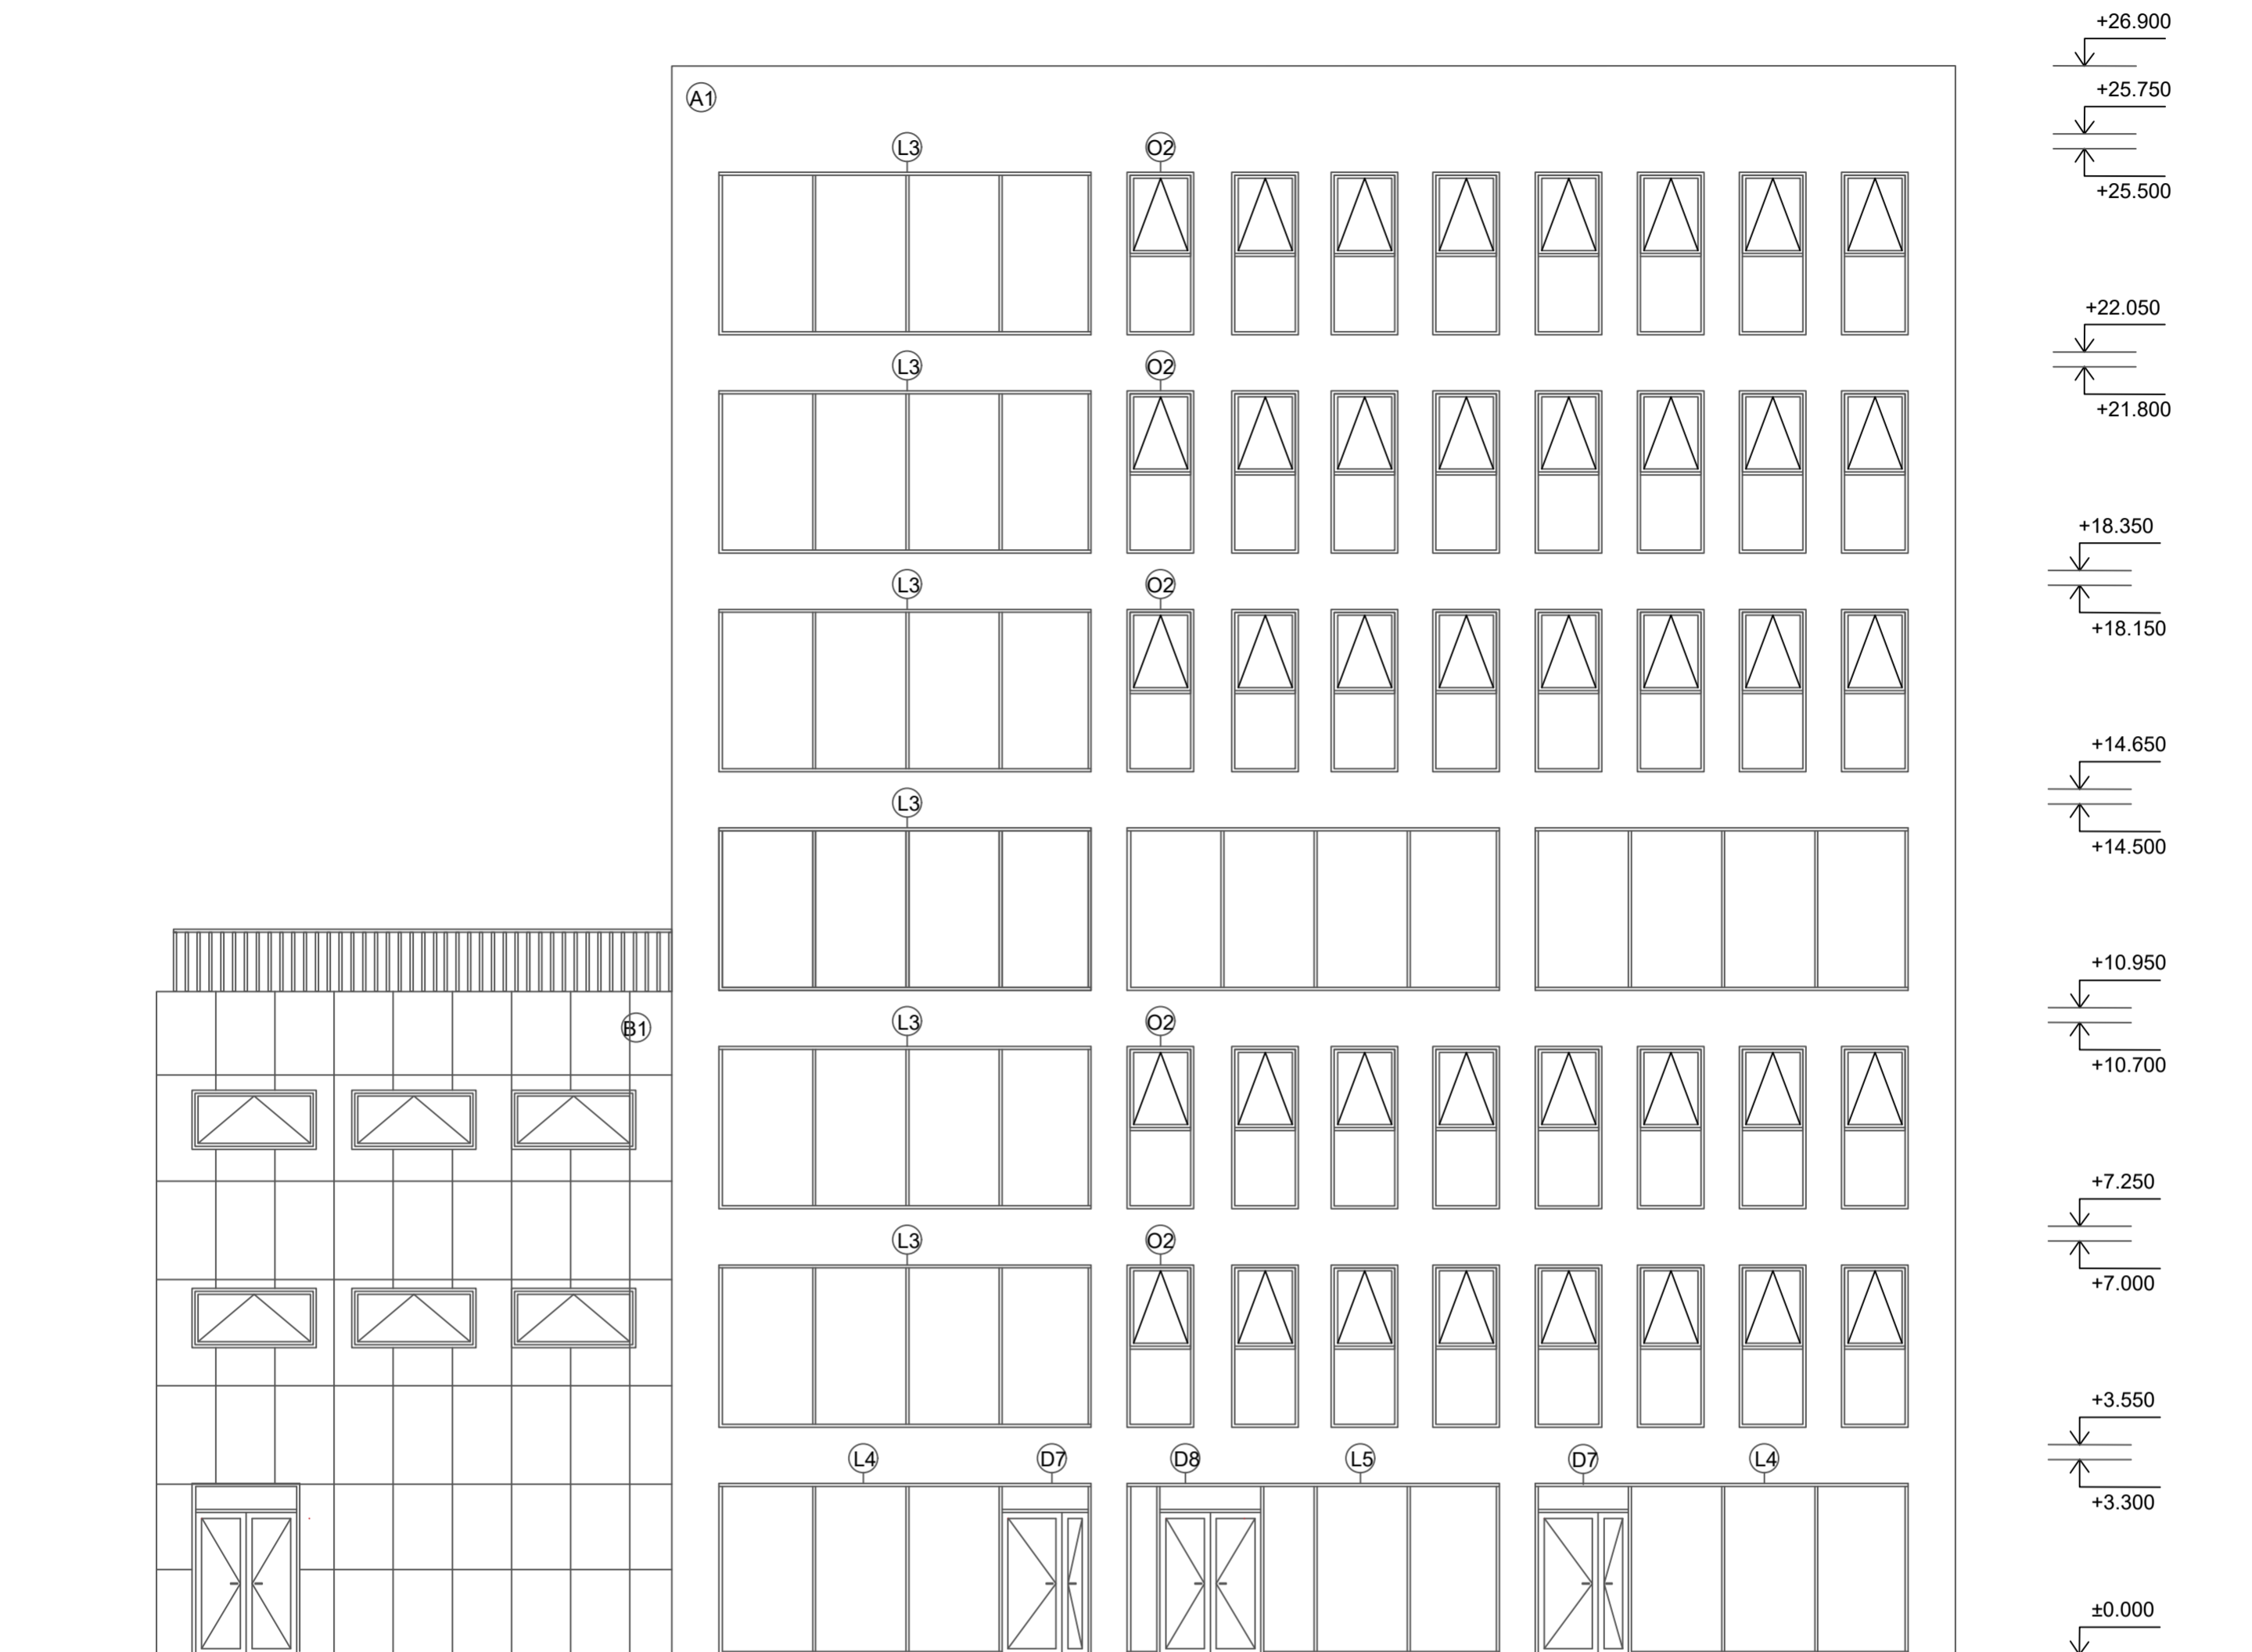 +26.900
+25.750
A1
L3
O2
+25.500
+22.050
L3
O2
+21.800
+18.350
L3
O2
+18.150
+14.650
L3
+14.500
+10.950
L3
O2
B1
+10.700
+7.250
L3
O2
+7.000
+3.550
L4
D7
D8
L5
D7
L4
+3.300
±0.000